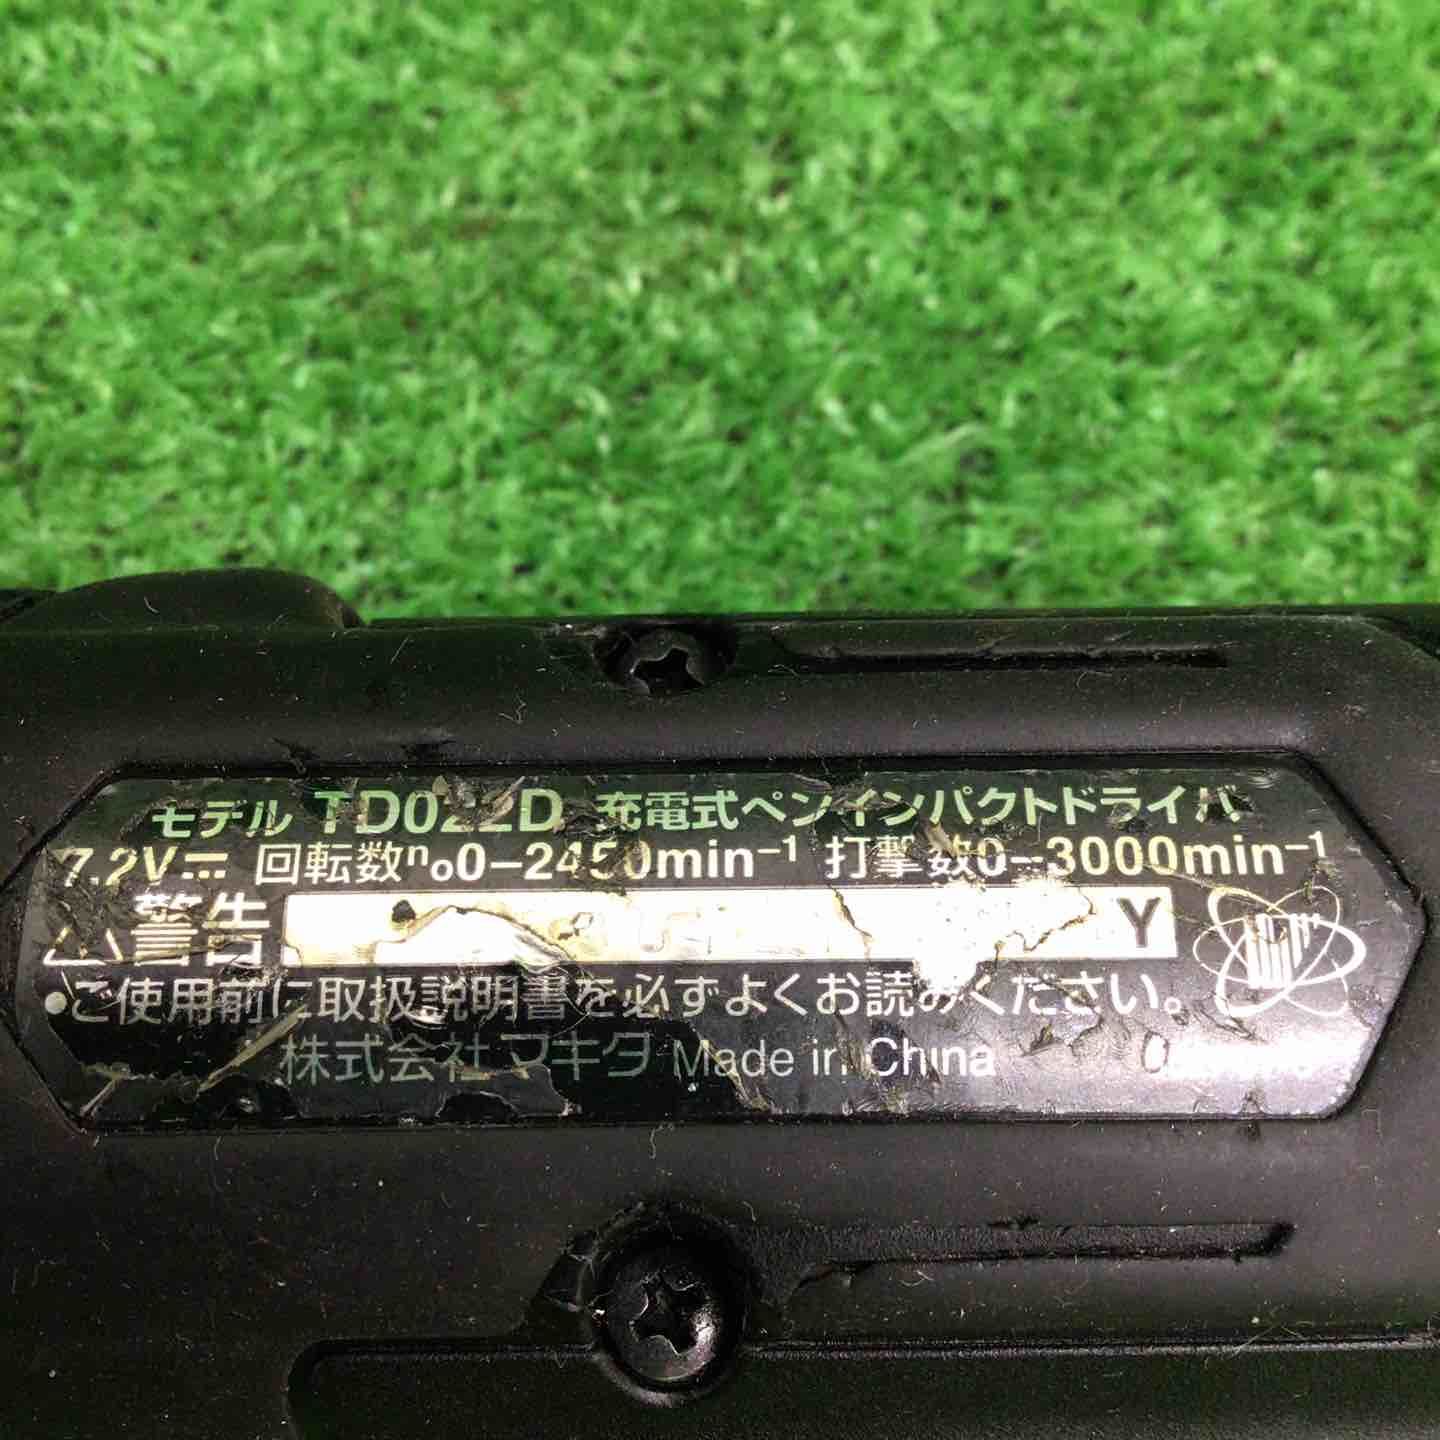 モデル TD022D 充電式ペンインパクトドライバ
7.2V⎓ 回転数no0-2450min-1 打撃数0-3000min-1
⚠警告
Y
●ご使用前に取扱説明書を必ずよくお読みください。
株式会社マキタ Made in China